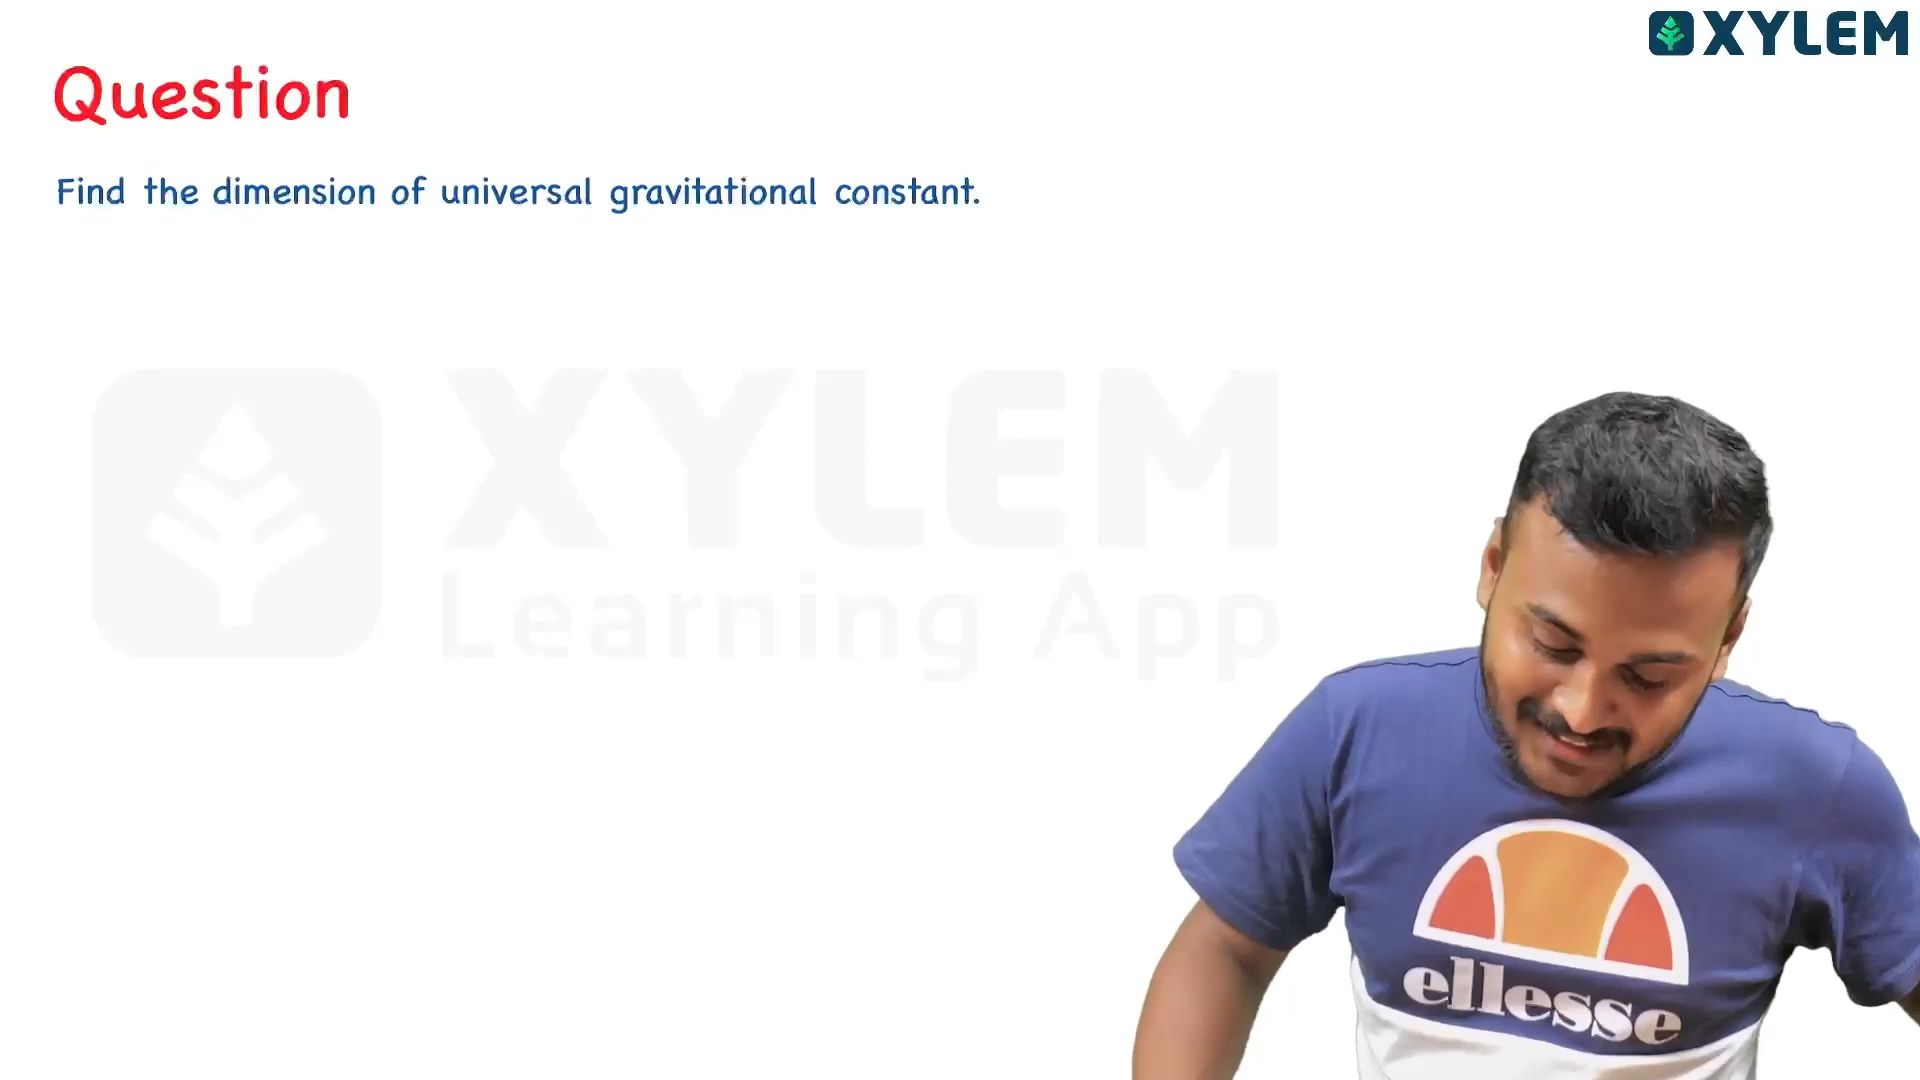 XYLEM
Question
Find the dimension of universal gravitational constant.
XYLEM
Learning App
ellesse